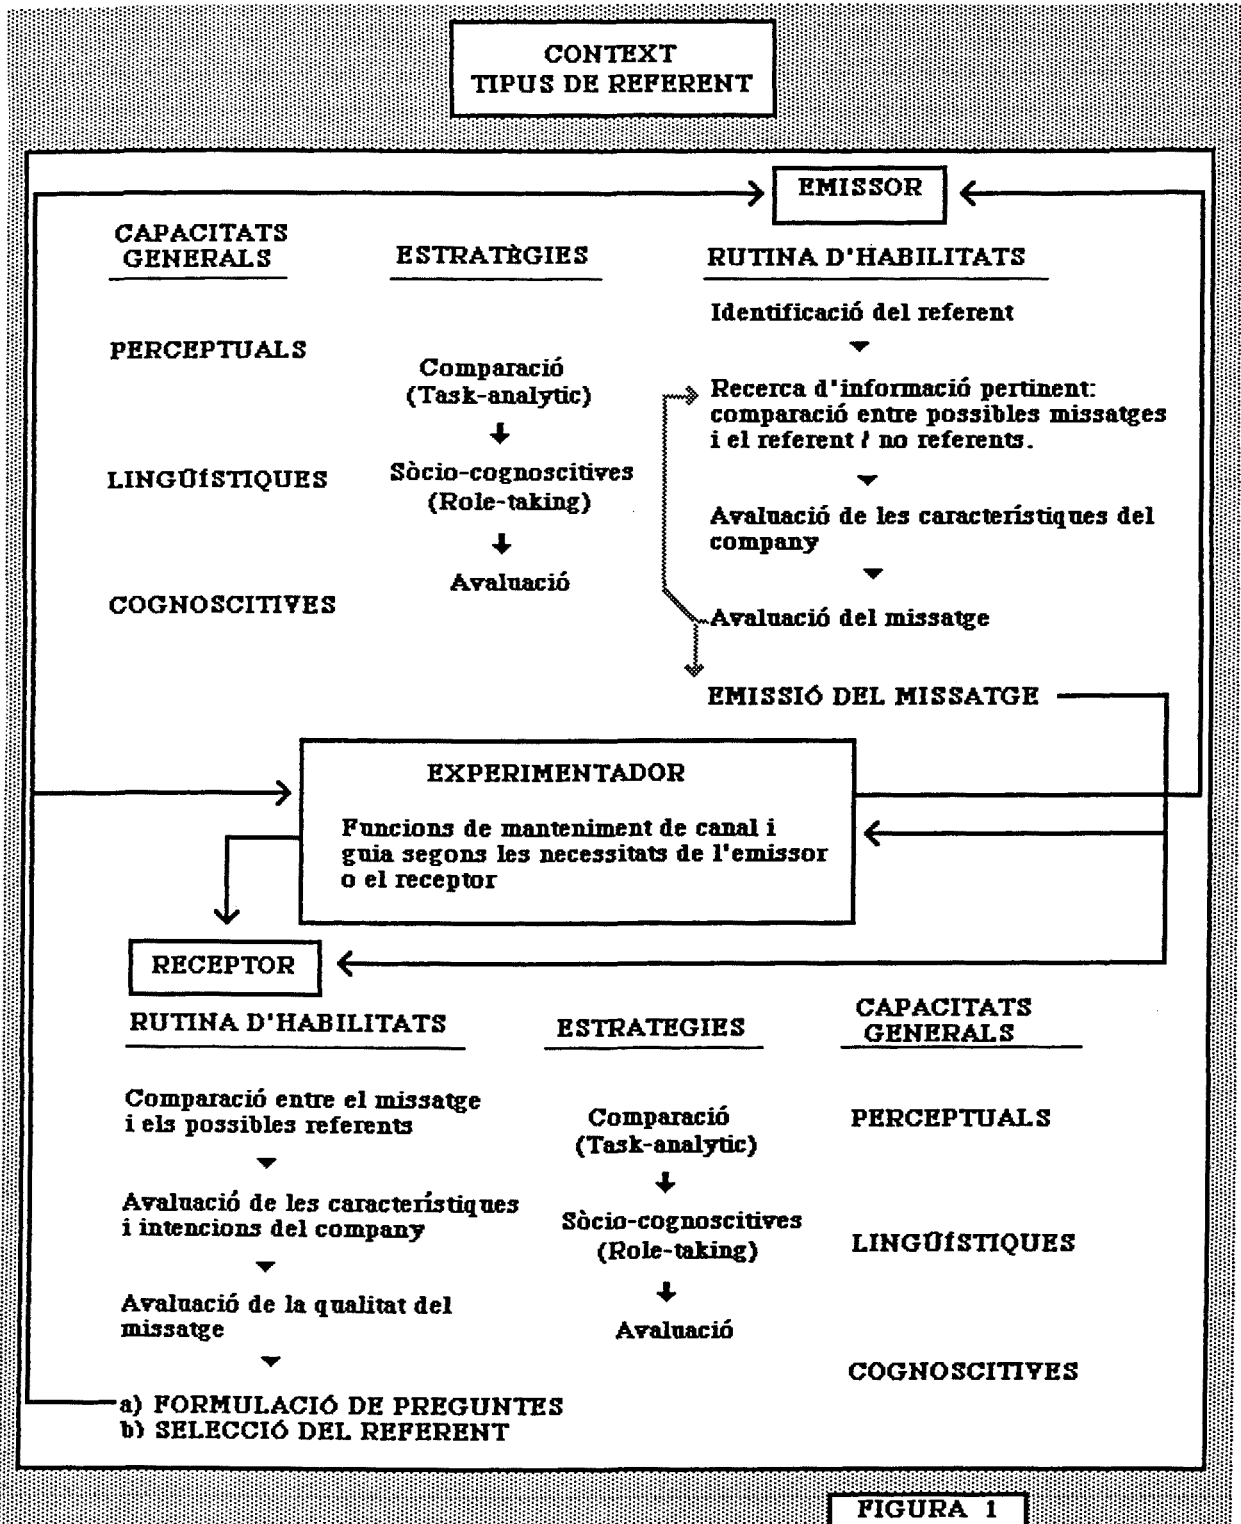 CONTEXT
TIPUS DE REFERENT
EMISSOR
CAPACITATS
GENERALS
PERCEPTUALS
LINGÜÍSTIQUES
COGNOSCITIVES
ESTRATÈGIES
Comparació
(Task-analytic)
Sòcio-cognoscitives
(Role-taking)
Avaluació
RUTINA D'HABILITATS
Identificació del referent
Recerca d'informació pertinent:
comparació entre possibles missatges
i el referent / no referents.
Avaluació de les característiques del
company
Avaluació del missatge
EMISSIÓ DEL MISSATGE
EXPERIMENTADOR
Funcions de manteniment de canal i
guia segons les necessitats de l'emissor
o el receptor
RECEPTOR
RUTINA D'HABILITATS
Comparació entre el missatge
i els possibles referents
Avaluació de les característiques
i intencions del company
Avaluació de la qualitat del
missatge
a) FORMULACIÓ DE PREGUNTES
b) SELECCIÓ DEL REFERENT
ESTRATEGIES
Comparació
(Task-analytic)
Sòcio-cognoscitives
(Role-taking)
Avaluació
CAPACITATS
GENERALS
PERCEPTUALS
LINGÜÍSTIQUES
COGNOSCITIVES
FIGURA 1